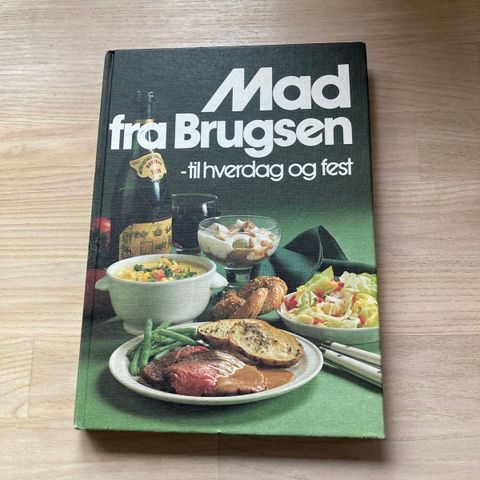 Mad
fra Brugsen
-til hverdag og fest